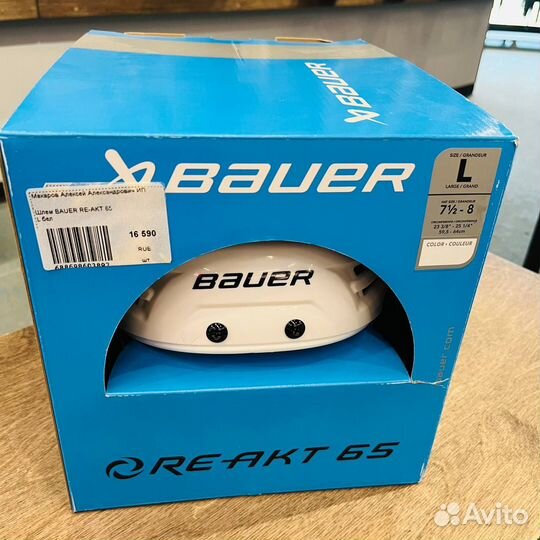 BAUER
BAUER
SIZE / GRANDEUR
L
LARGE / GRAND
HAT SIZE / GRANDEUR
7½ - 8
23 3/8" - 25 1/4"
59,5 - 64cm
COLOR • COULEUR
Макаров Алексей Александрович ИП
Шлем BAUER RE-AKT 65
L бел
16 590
RUE
шт
BAUER
bauer.com
RE-AKT 65
Avito